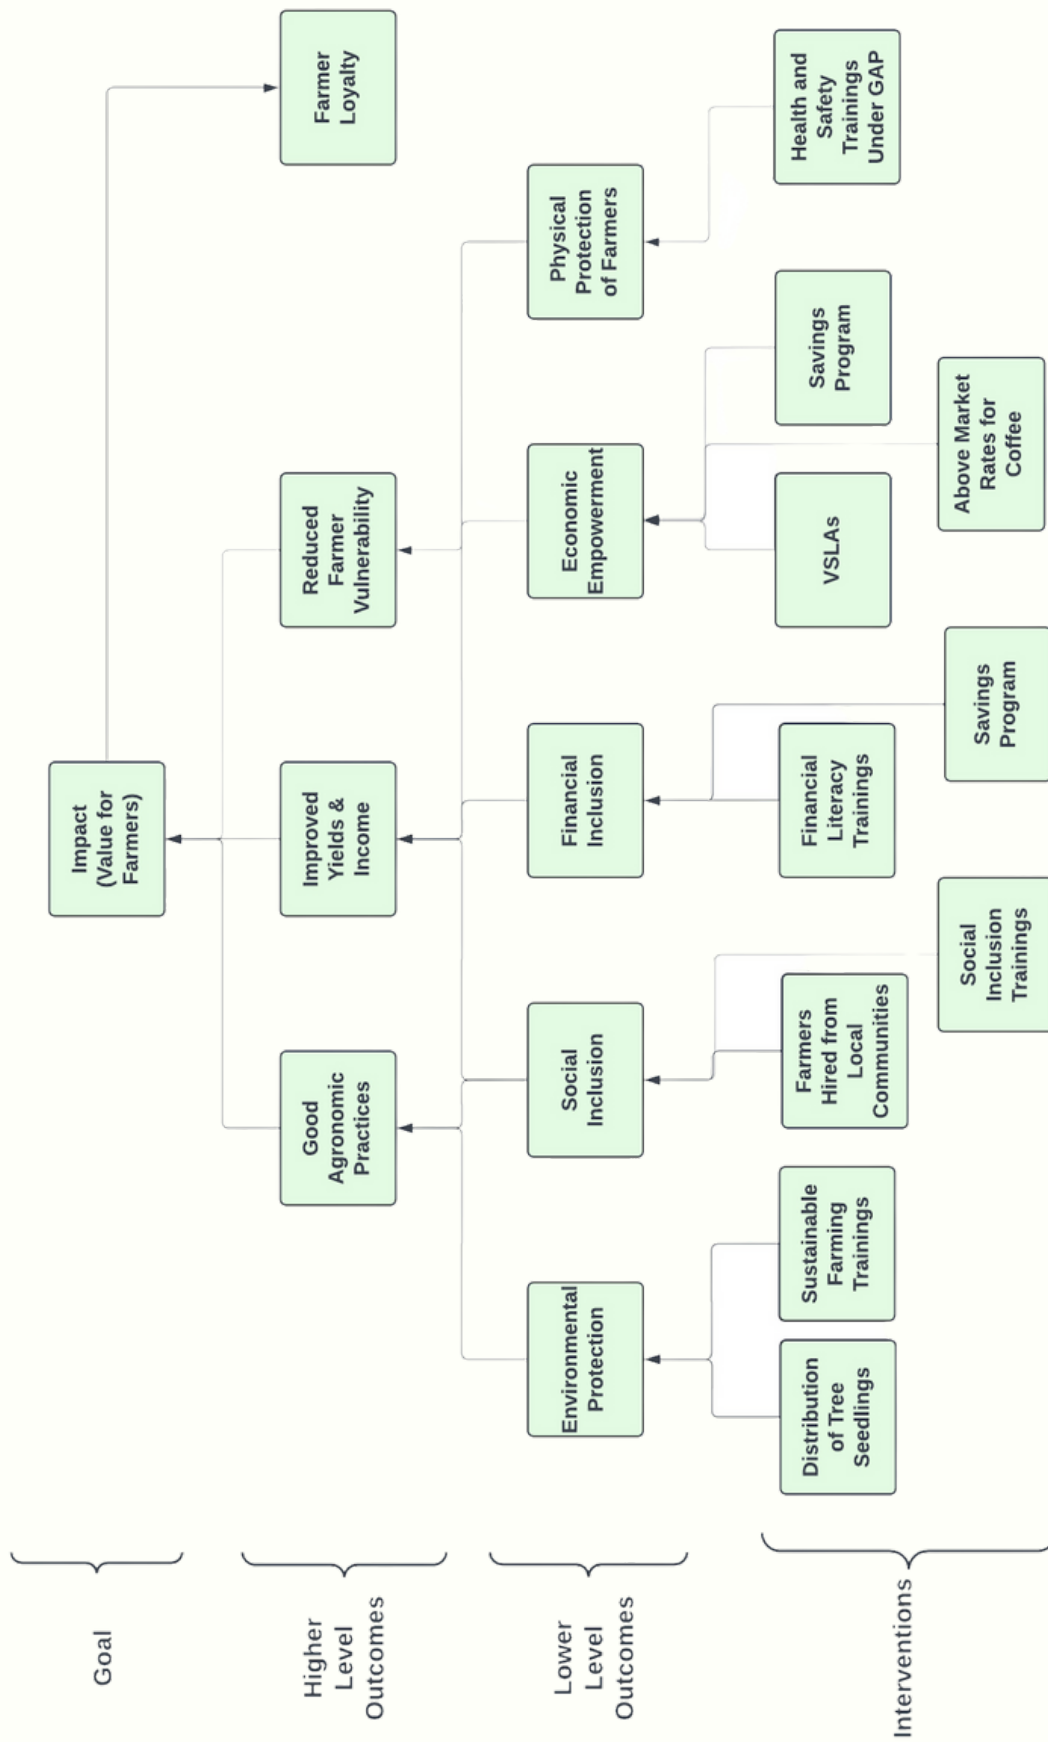 Goal
Impact
(Value for
Farmers)
Higher
Level
Outcomes
Good
Agronomic
Practices
Improved
Yields &
Income
Reduced
Farmer
Vulnerability
Farmer
Loyalty
Lower
Level
Outcomes
Environmental
Protection
Social
Inclusion
Financial
Inclusion
Economic
Empowerment
Physical
Protection
of Farmers
Interventions
Distribution
of Tree
Seedlings
Sustainable
Farming
Trainings
Farmers
Hired from
Local
Communities
Financial
Literacy
Trainings
VSLAs
Savings
Program
Health and
Safety
Trainings
Under GAP
Social
Inclusion
Trainings
Savings
Program
Above Market
Rates for
Coffee